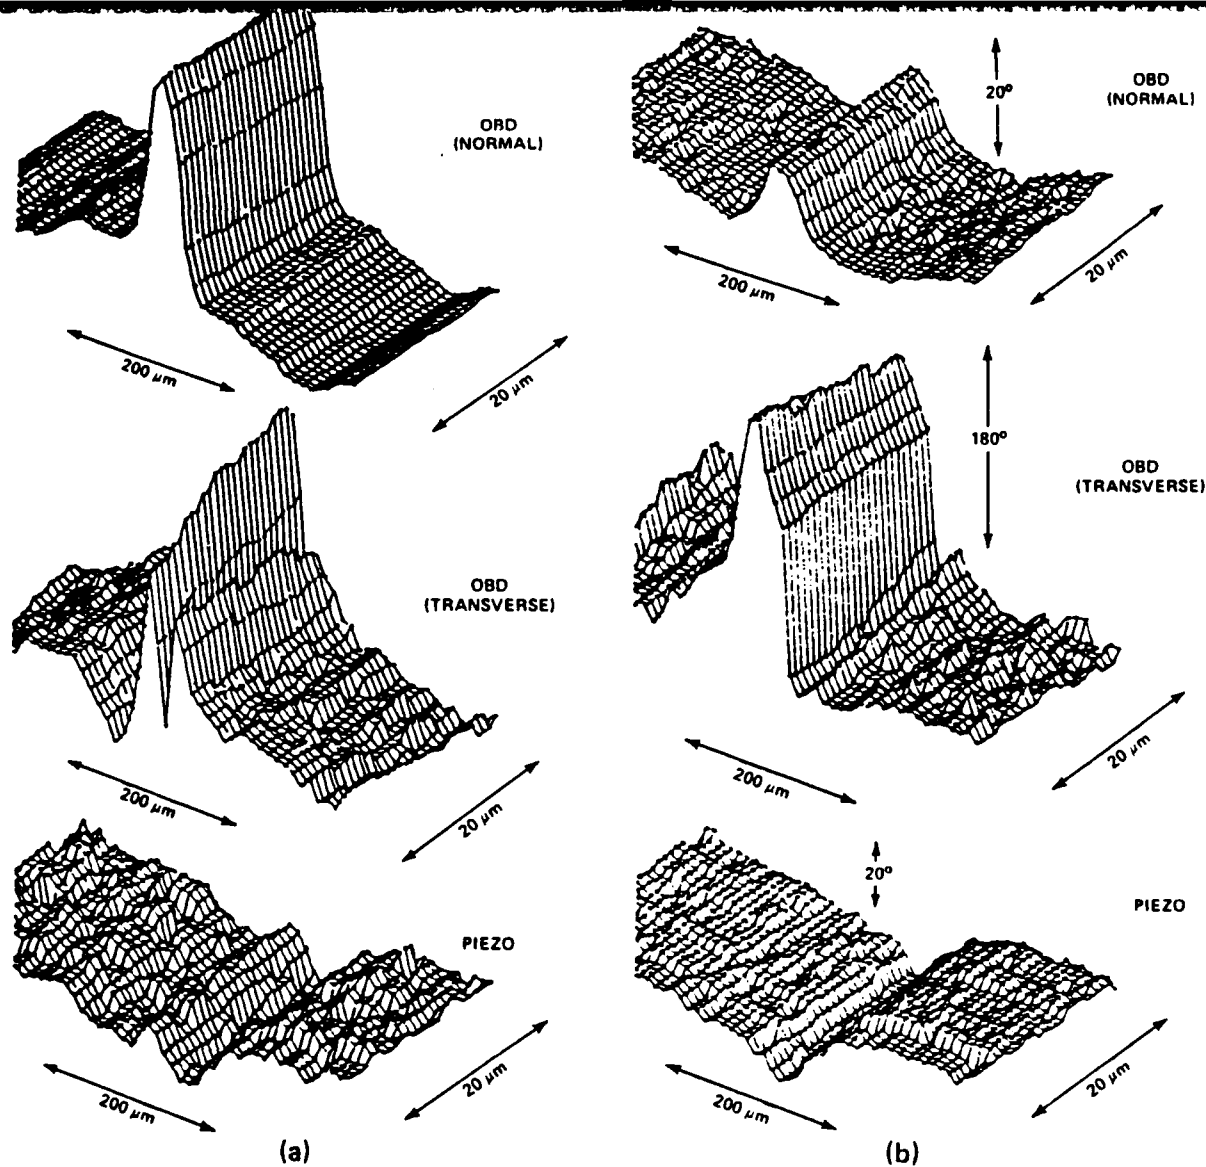 OBD
(NORMAL)
200 μm
20 μm
OBD
(TRANSVERSE)
200 μm
20 μm
PIEZO
200 μm
20 μm
(a)
20°
OBD
(NORMAL)
200 μm
20 μm
180°
OBD
(TRANSVERSE)
200 μm
20 μm
20°
PIEZO
200 μm
20 μm
(b)